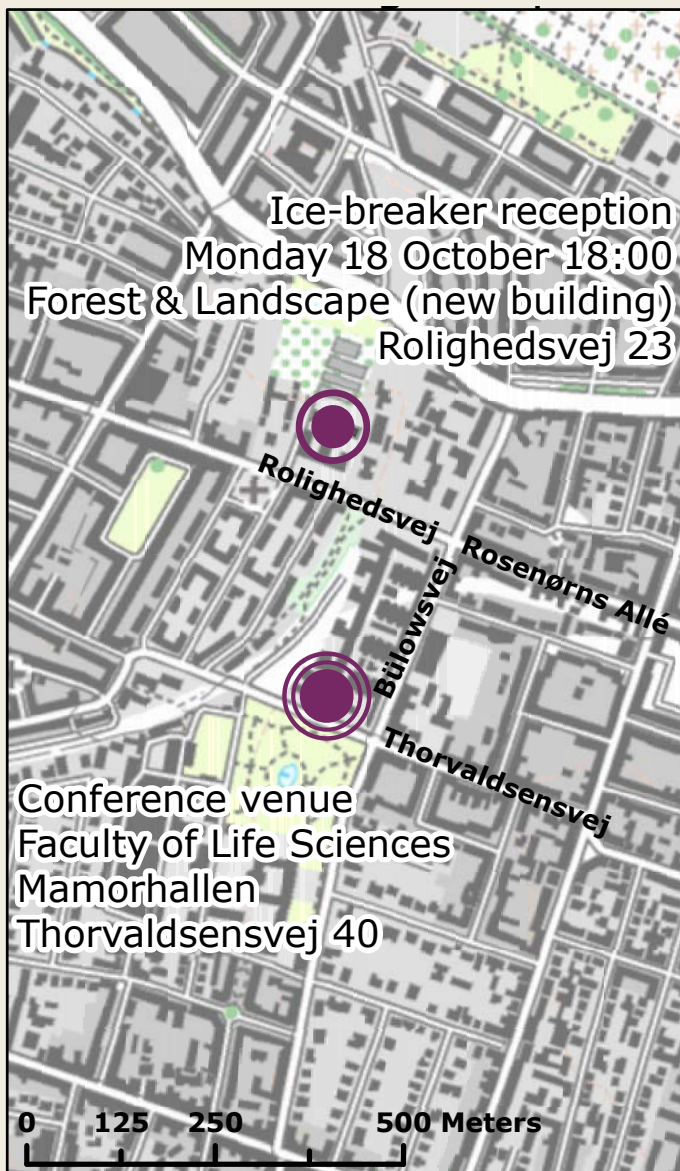 Ice-breaker reception
Monday 18 October 18:00
Forest & Landscape (new building)
Rolighedsvej 23
Rolighedsvej
Rosenørns Allé
Bülowsvej
Thorvaldsensvej
Conference venue
Faculty of Life Sciences
Mamorhallen
Thorvaldsensvej 40
0 125 250 500 Meters